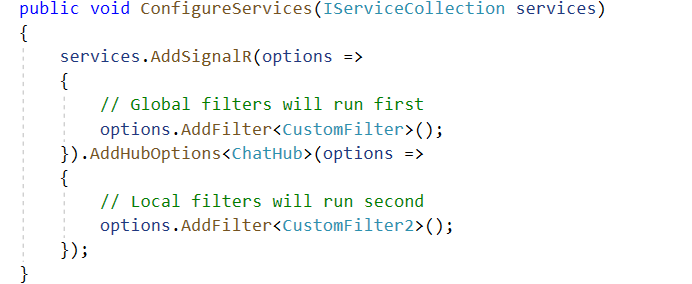 public void ConfigureServices(IServiceCollection services)
{
    services.AddSignalR(options =>
    {
        // Global filters will run first
        options.AddFilter<CustomFilter>();
    }).AddHubOptions<ChatHub>(options =>
    {
        // Local filters will run second
        options.AddFilter<CustomFilter2>();
    });
}